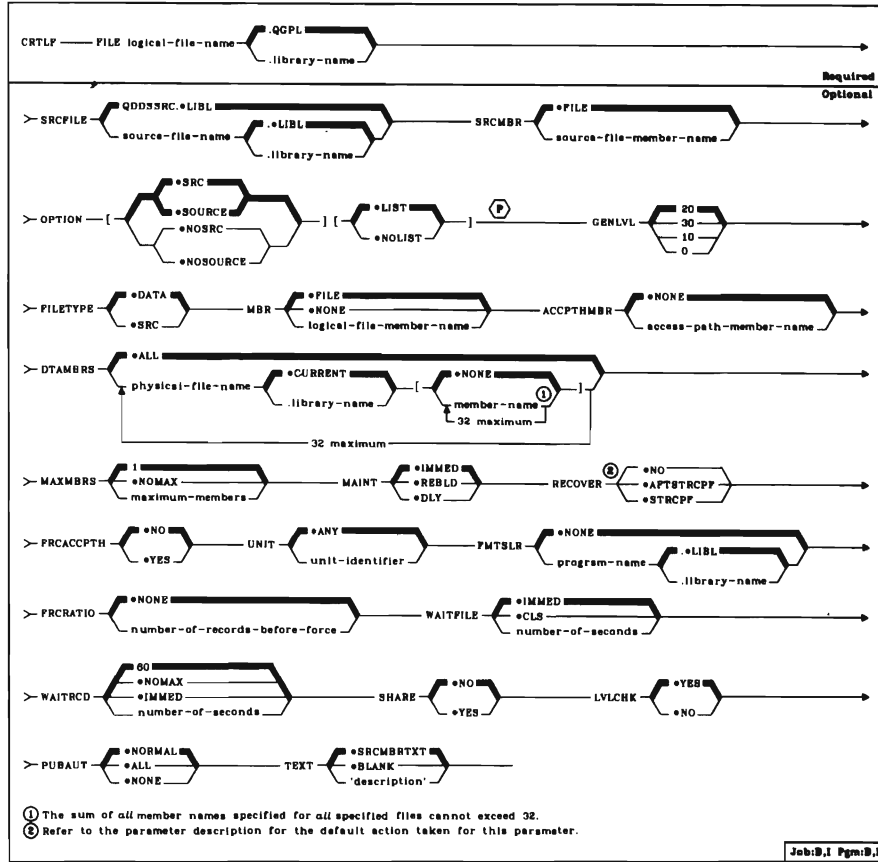 .QGPL
CRTLF FILE logical-file-name
.library-name
Required
Optional
QDDSSRC.*LIBL *FILE
SRCFILE .*LIBL SRCMBR
source-file-name source-file-member-name
.library-name
*SRC
*SOURCE *LIST P 20
OPTION [ ] [ ] GENLVL 30
*NOSRC *NOLIST 10
*NOSOURCE 0
*DATA *FILE *NONE
FILETYPE MBR *NONE ACCPTHMBR
*SRC logical-file-member-name access-path-member-name
*ALL
DTAMBRS *CURRENT *NONE
physical-file-name [ 1 ]
.library-name member-name
32 maximum
32 maximum
1 *IMMED 2 *NO
MAXMBRS *NOMAX MAINT *REBLD RECOVER *AFTSTRCPF
maximum-members *DLY *STRCPF
*NO *ANY *NONE
FRCACCPTH UNIT FMTSLR .*LIBL
*YES unit-identifier program-name
.library-name
*NONE *IMMED
FRCRATIO WAITFILE *CLS
number-of-records-before-force number-of-seconds
60
*NOMAX *NO *YES
WAITRCD *IMMED SHARE LVLCHK
number-of-seconds *YES *NO
*NORMAL *SRCMBRTXT
PUBAUT *ALL TEXT *BLANK
*NONE 'description'
1 The sum of all member names specified for all specified files cannot exceed 32.
2 Refer to the parameter description for the default action taken for this parameter.
Job:B,I Pgm:B,I